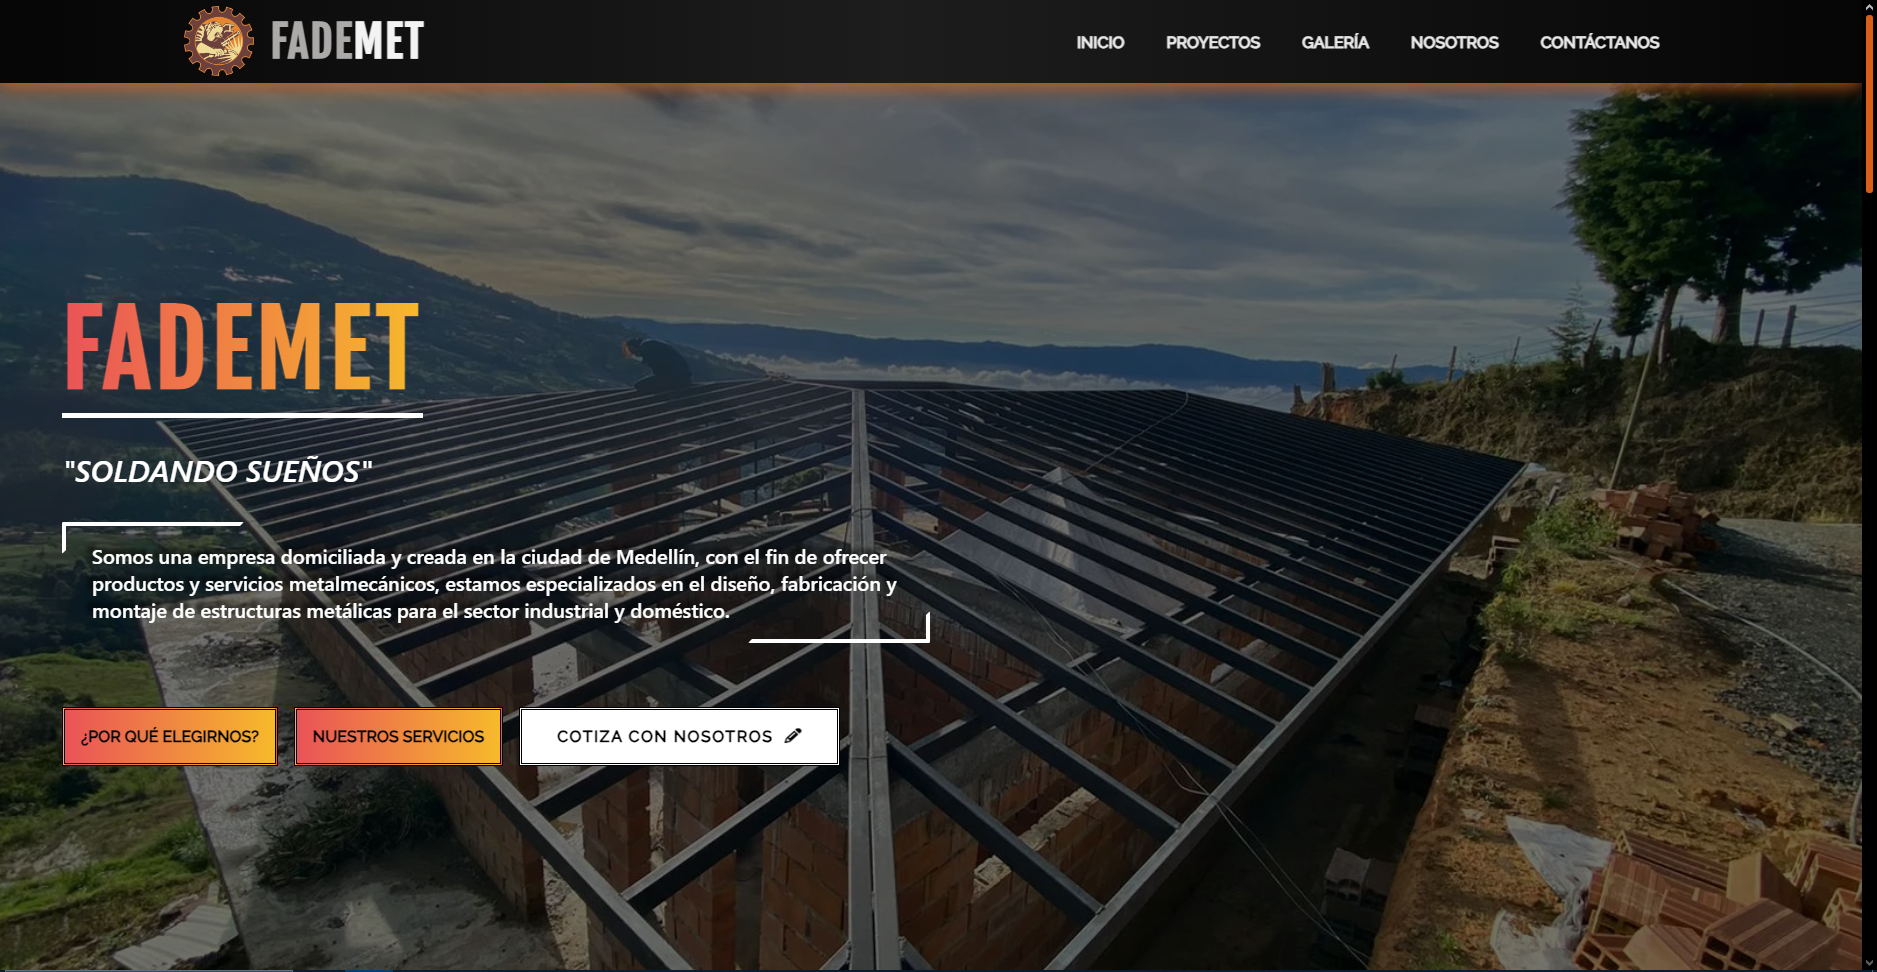 FADEMET
INICIO PROYECTOS GALERÍA NOSOTROS CONTÁCTANOS
FADEMET
"SOLDANDO SUEÑOS"
Somos una empresa domiciliada y creada en la ciudad de Medellín, con el fin de ofrecer
productos y servicios metalmecánicos, estamos especializados en el diseño, fabricación y
montaje de estructuras metálicas para el sector industrial y doméstico.
¿POR QUÉ ELEGIRNOS? NUESTROS SERVICIOS COTIZA CON NOSOTROS